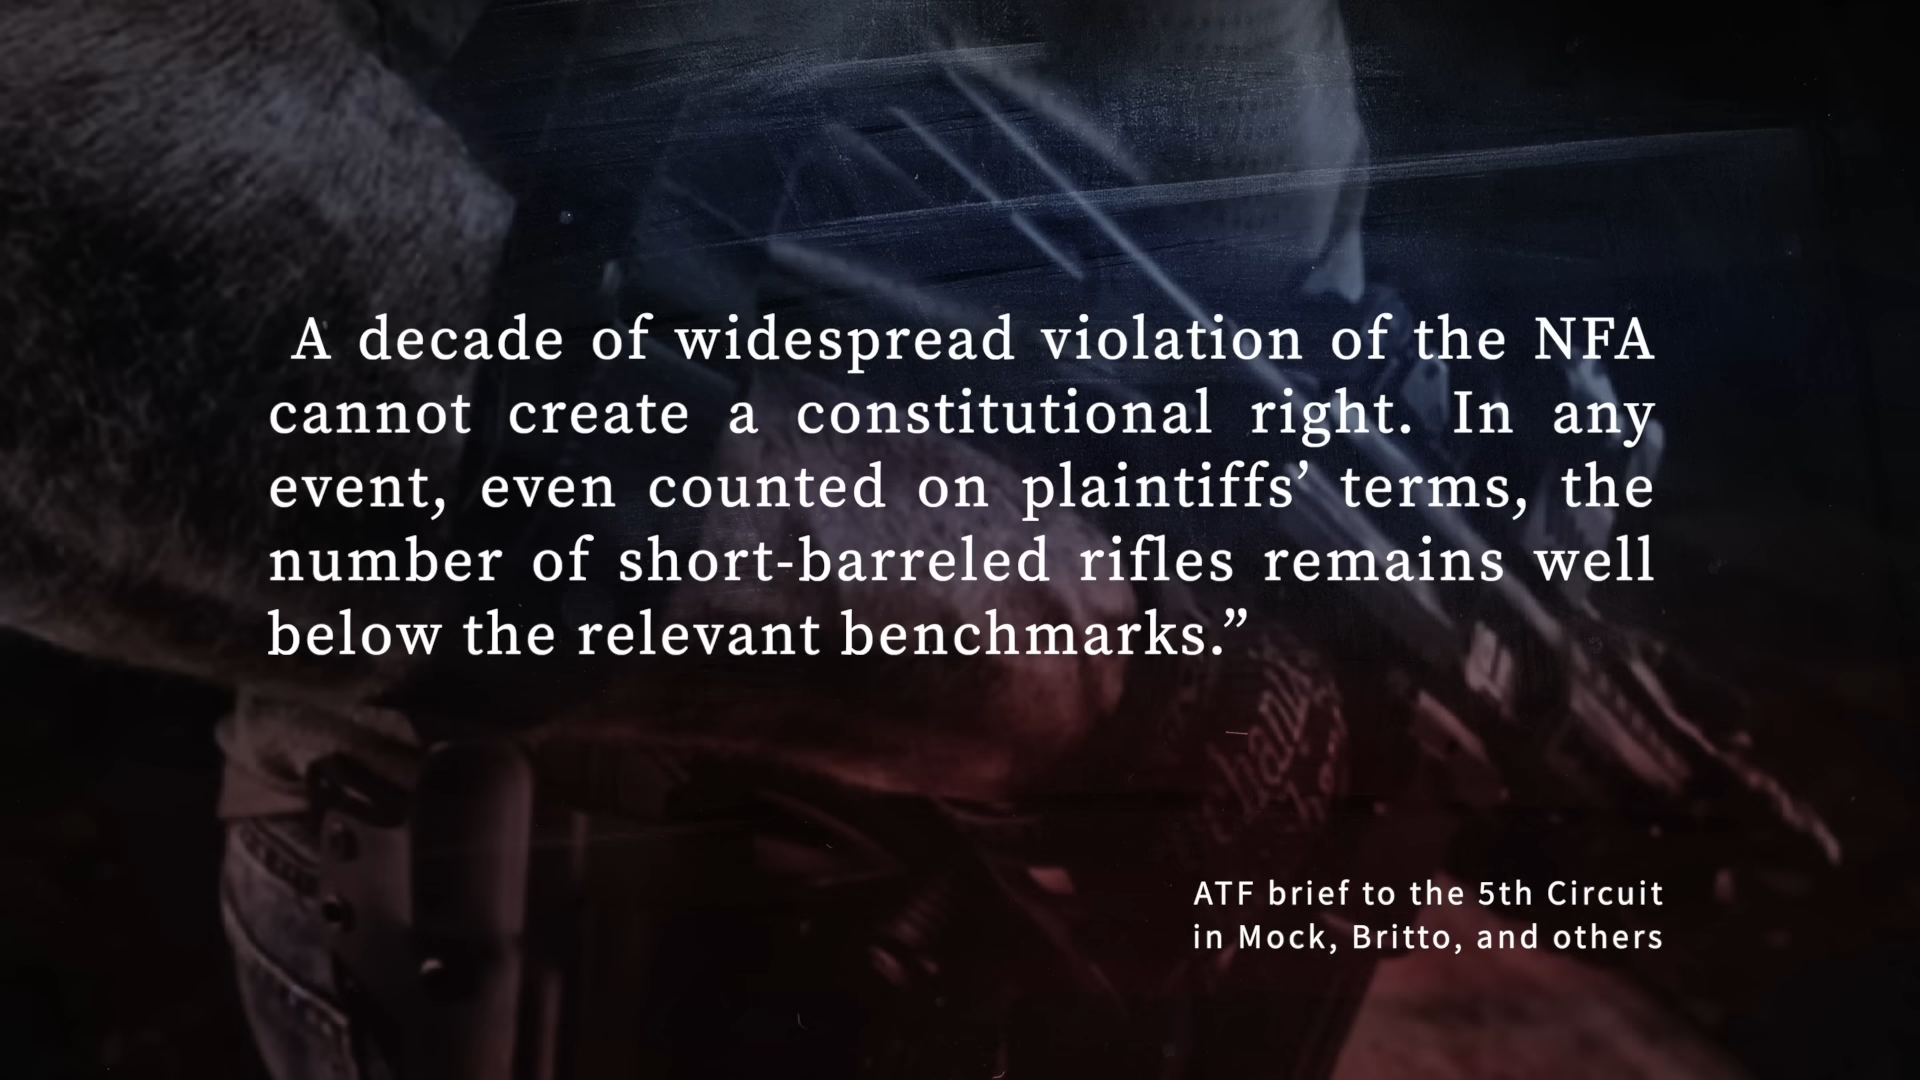 A decade of widespread violation of the NFA
cannot create a constitutional right. In any
event, even counted on plaintiffs’ terms, the
number of short-barreled rifles remains well
below the relevant benchmarks.”
ATF brief to the 5th Circuit
in Mock, Britto, and others